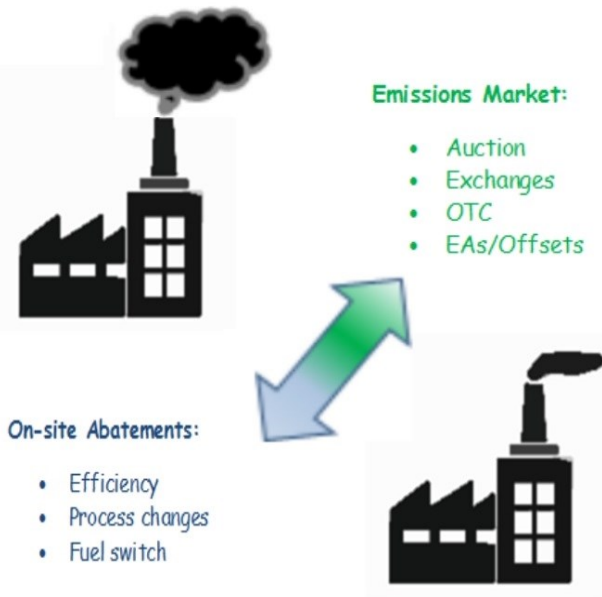 Emissions Market:
• Auction
• Exchanges
• OTC
• EAs/Offsets
On-site Abatements:
• Efficiency
• Process changes
• Fuel switch